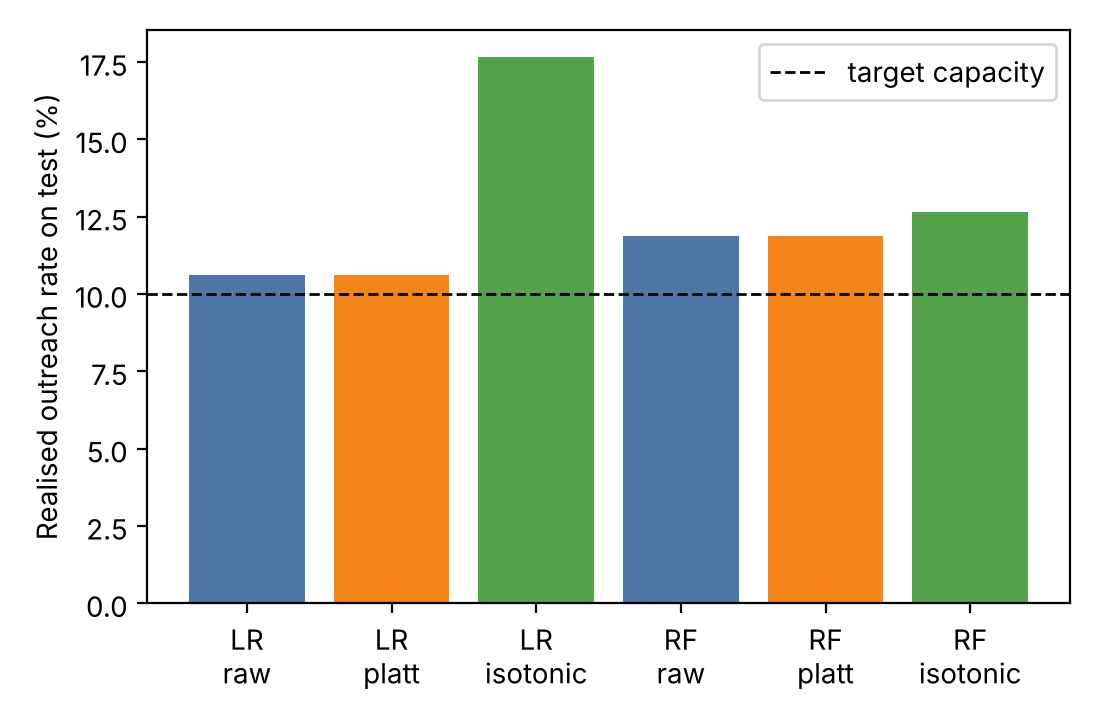 Realised outreach rate on test (%)
17.5
15.0
12.5
10.0
7.5
5.0
2.5
0.0
target capacity
LR
raw
LR
platt
LR
isotonic
RF
raw
RF
platt
RF
isotonic